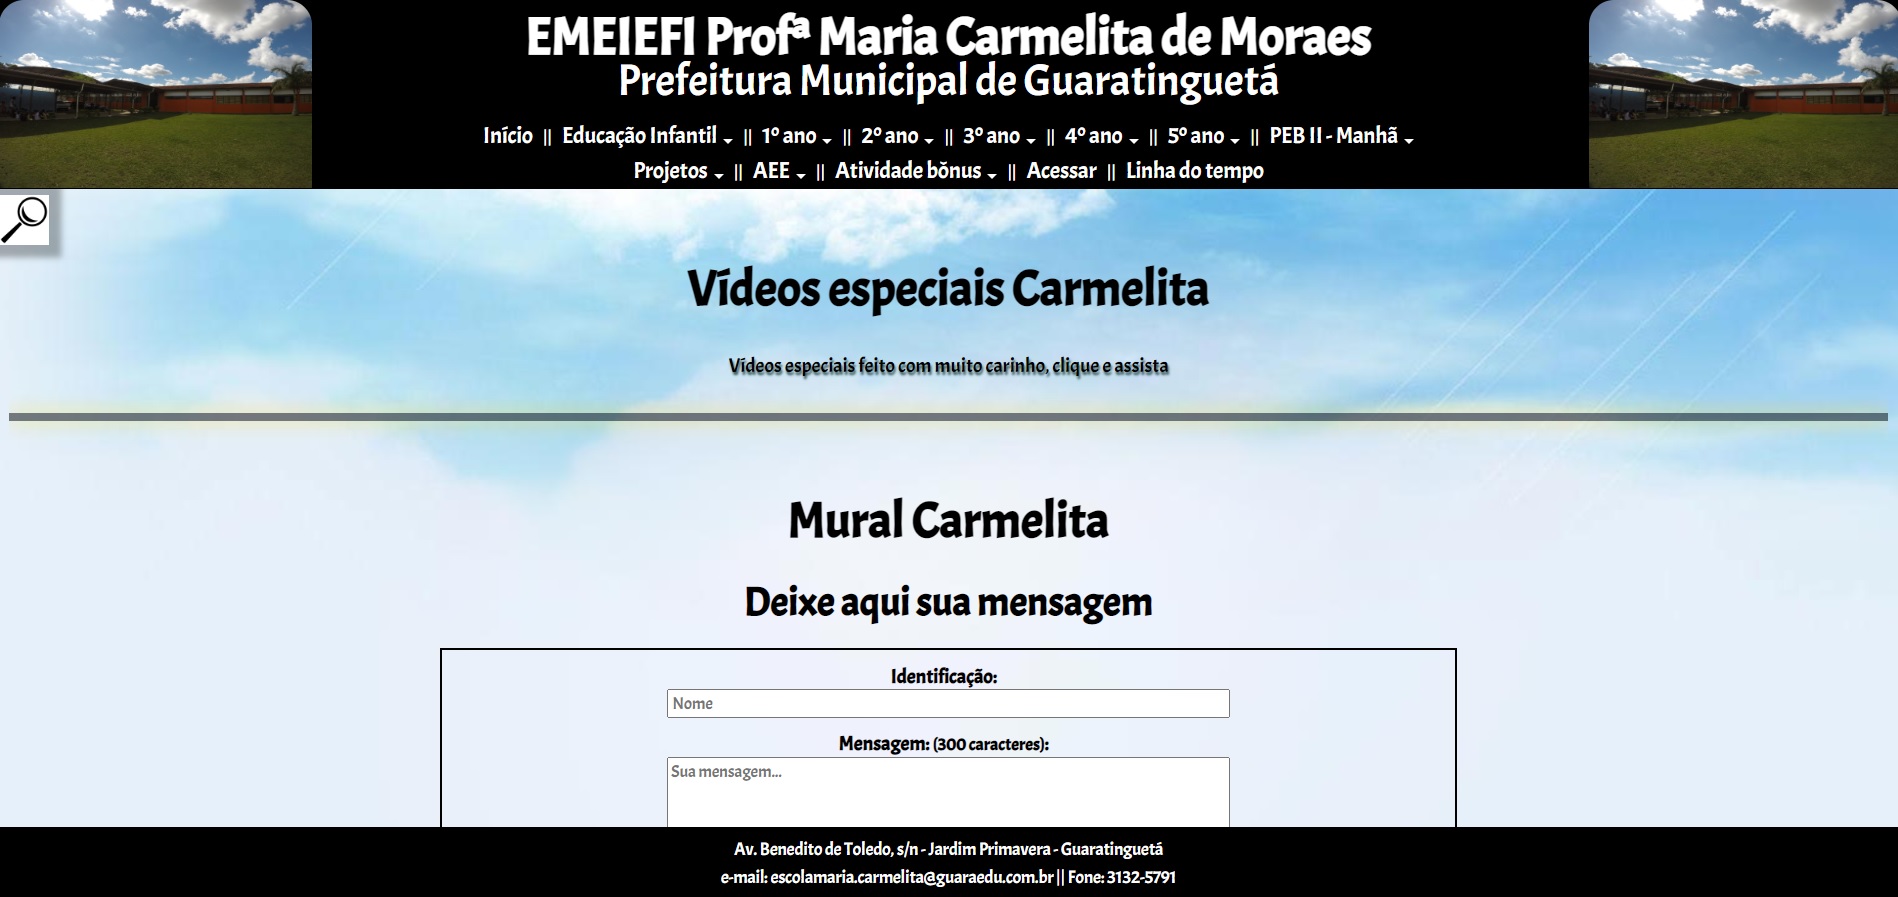 EMEIEFI Profª Maria Carmelita de Moraes
Prefeitura Municipal de Guaratinguetá
Início || Educação Infantil || 1º ano || 2º ano || 3º ano || 4º ano || 5º ano || PEB II - Manhã
Projetos || AEE || Atividade bônus || Acessar || Linha do tempo
Vídeos especiais Carmelita
Vídeos especiais feito com muito carinho, clique e assista
Mural Carmelita
Deixe aqui sua mensagem
Identificação:
Nome
Mensagem: (300 caracteres):
Sua mensagem...
Av. Benedito de Toledo, s/n - Jardim Primavera - Guaratinguetá
e-mail: escolamaria.carmelita@guaraedu.com.br || Fone: 3132-5791